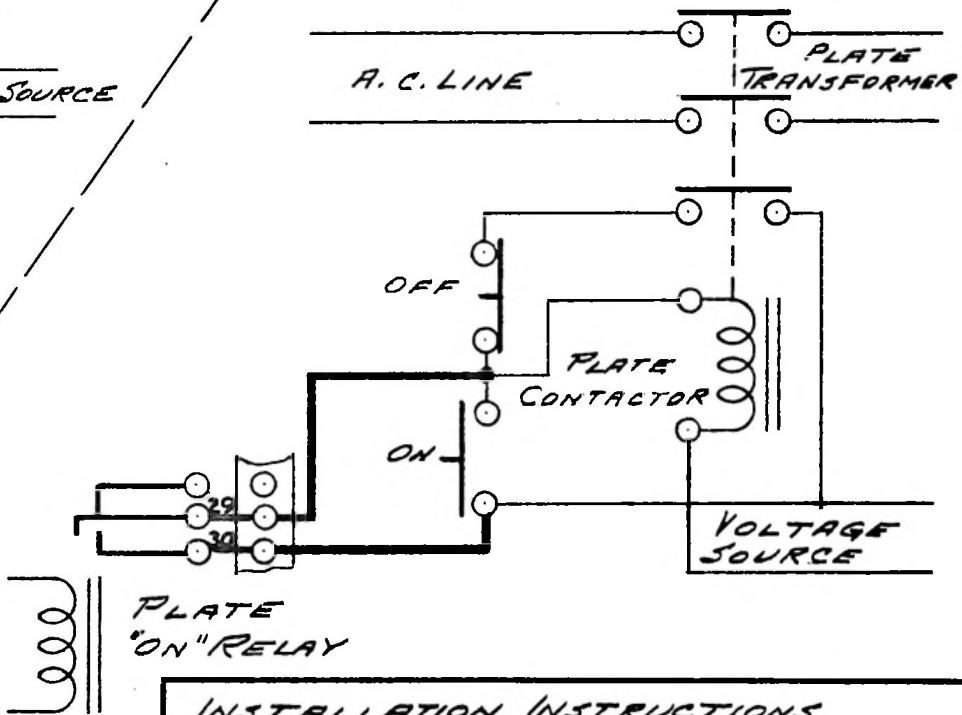 SOURCE
A. C. LINE
PLATE
TRANSFORMER
OFF
PLATE
CONTACTOR
ON
29
30
VOLTAGE
SOURCE
PLATE
"ON" RELAY
INSTALLATION INSTRUCTIONS